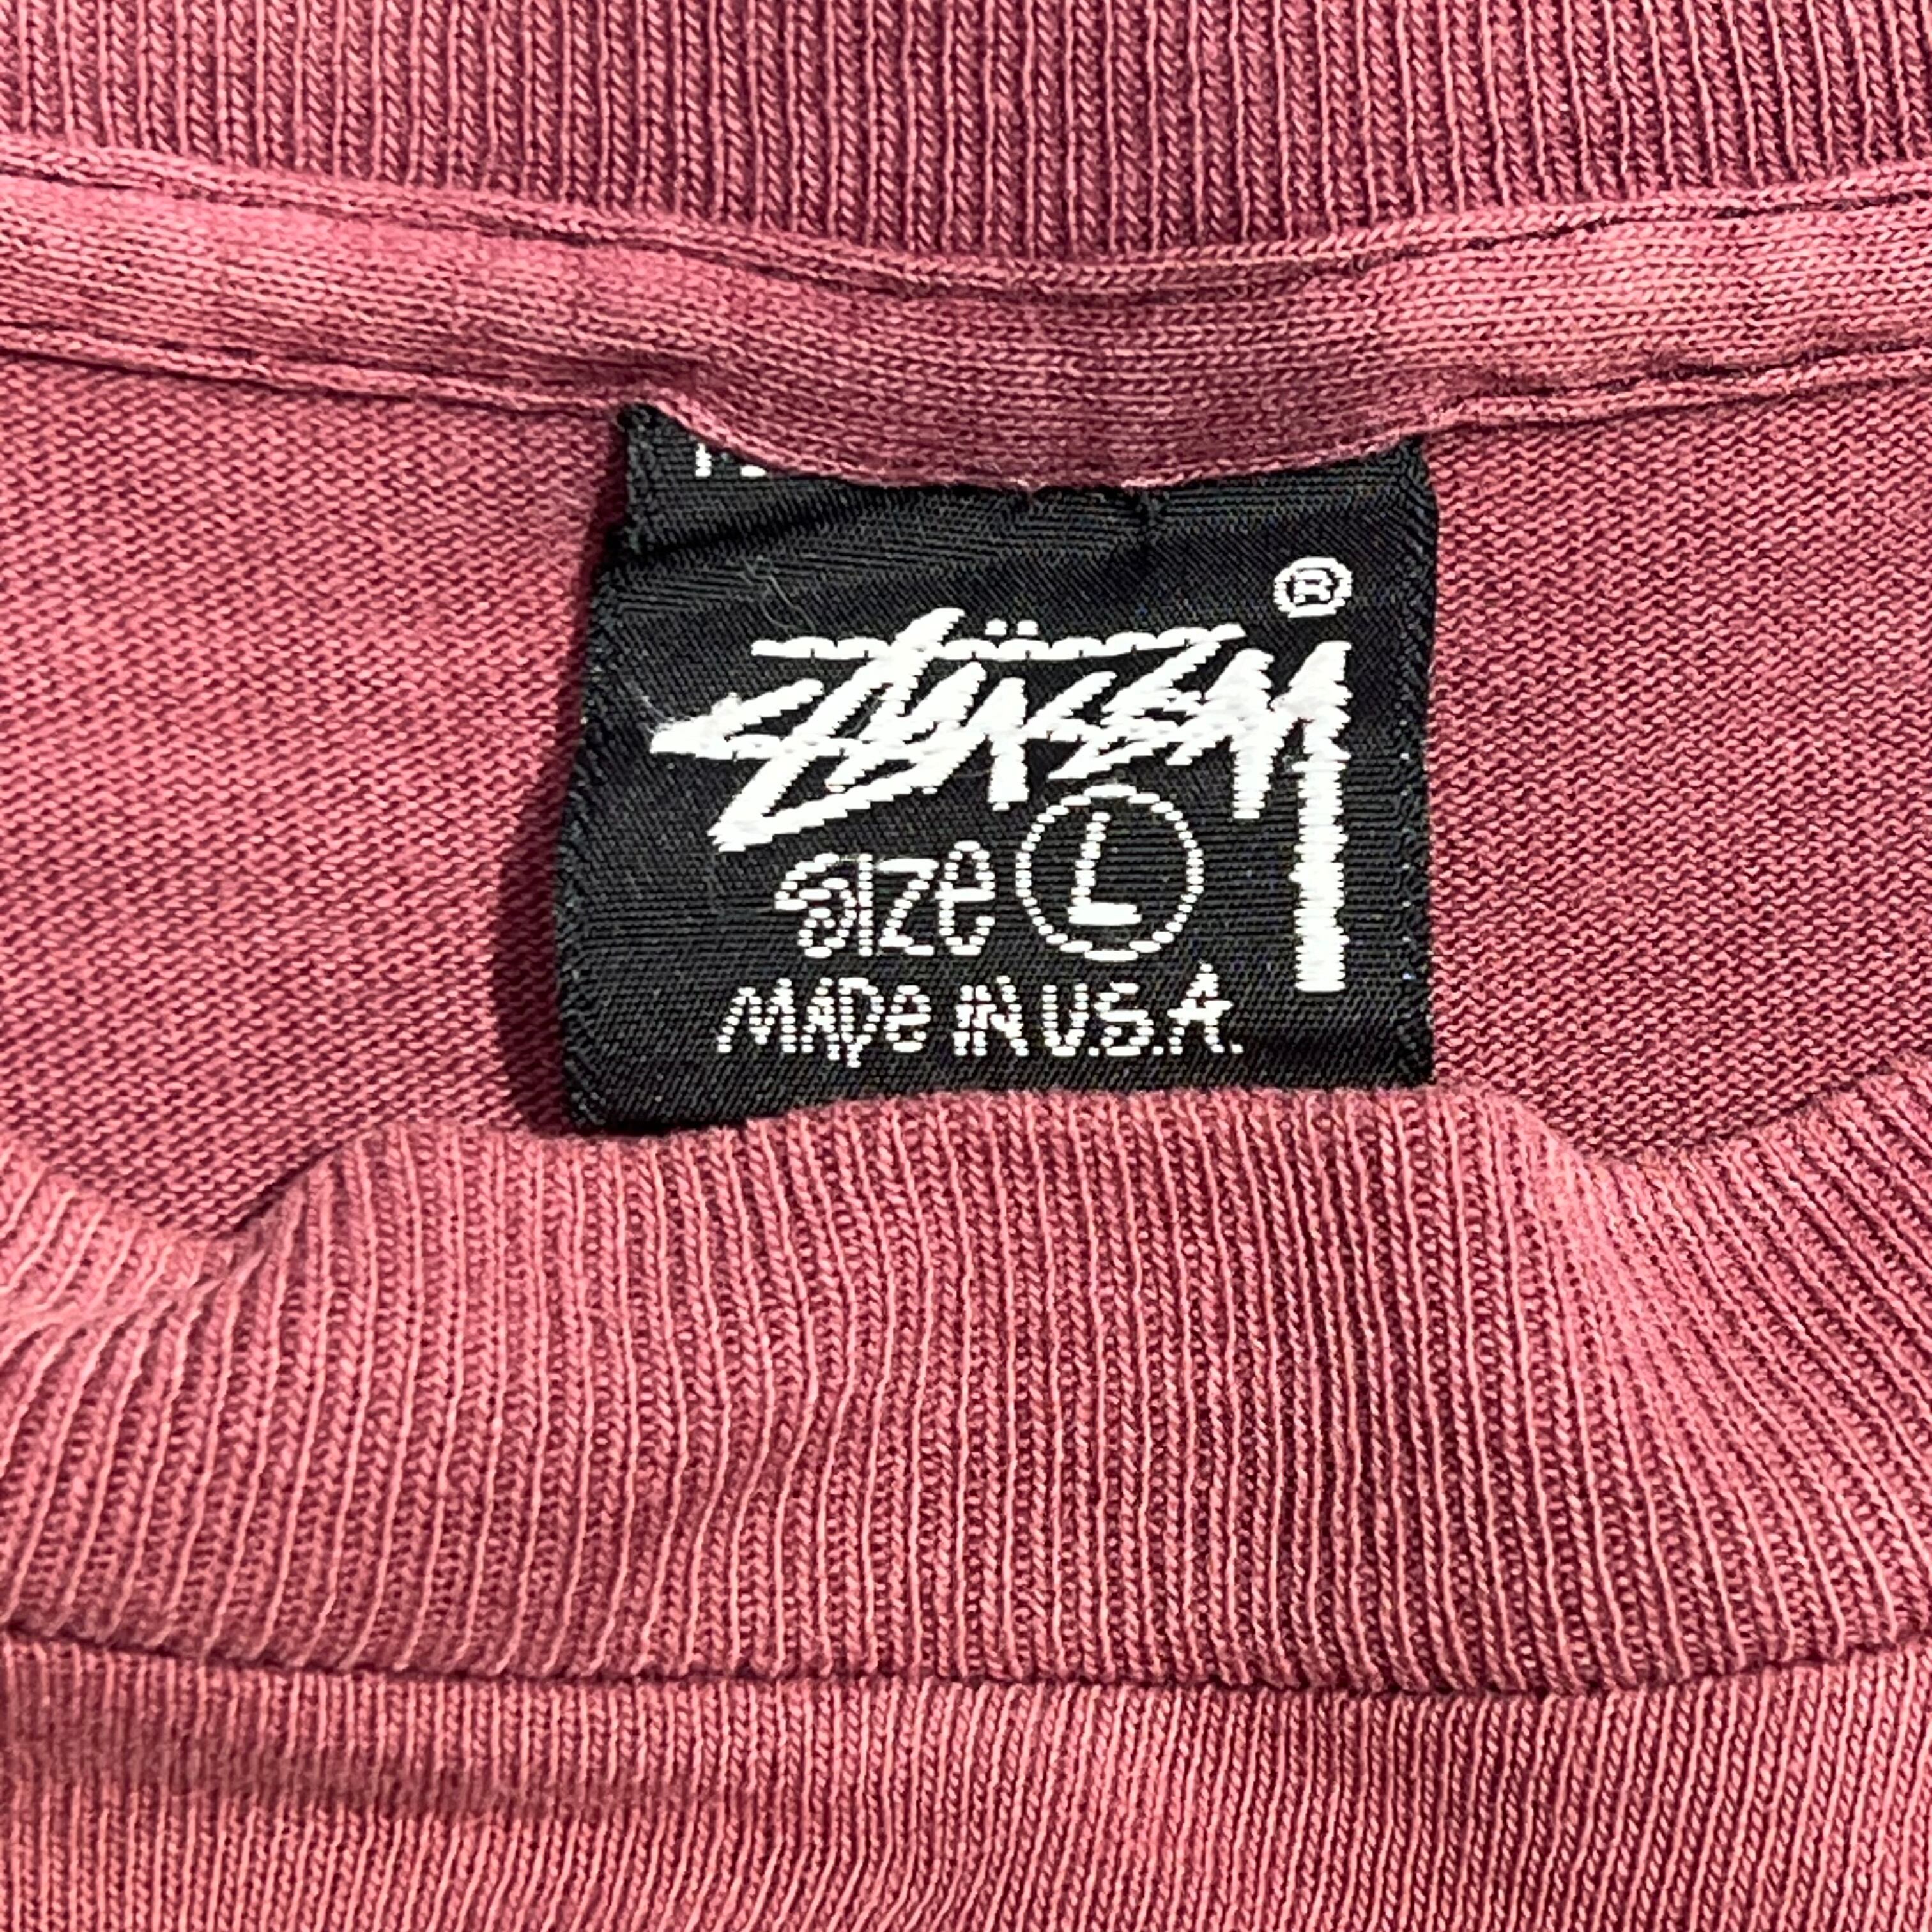 ®
Stüssy
Size L
MADe IN U.S.A.